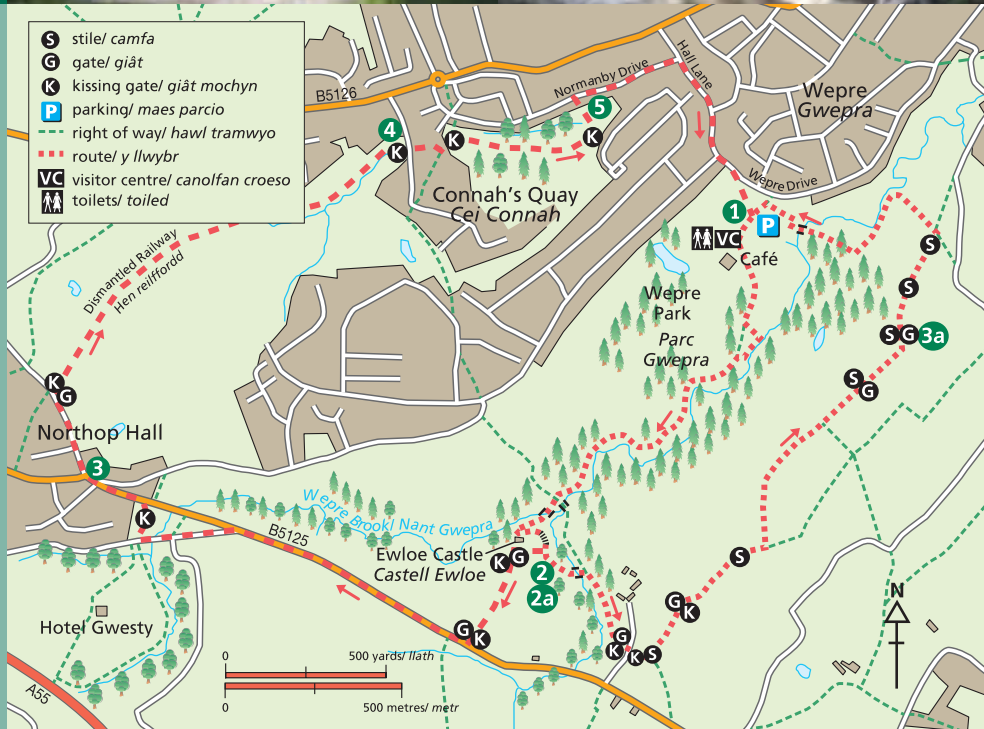 S stile/ camfa
G gate/ giât
K kissing gate/ giât mochyn
P parking/ maes parcio
right of way/ hawl tramwyo
route/ y llwybr
VC visitor centre/ canolfan croeso
toilets/ toiled
B5126
Normanby Drive
Hall Lane
Wepre
Gwepra
5
4
K
K
K
Wepre Drive
Connah's Quay
Cei Connah
1
P
VC
Café
S
S
S G 3a
S
G
Dismantled Railway
Hen reilffordd
Wepre
Park
Parc
Gwepra
K
G
Northop Hall
3
K
Wepre Brook| Nant Gwepra
B5125
Ewloe Castle
Castell Ewloe
K G
2
2a
S
G
K
G
K
G
K
K S
Hotel Gwesty
N
0
500 yards/ llath
0
500 metres/ metr
A55